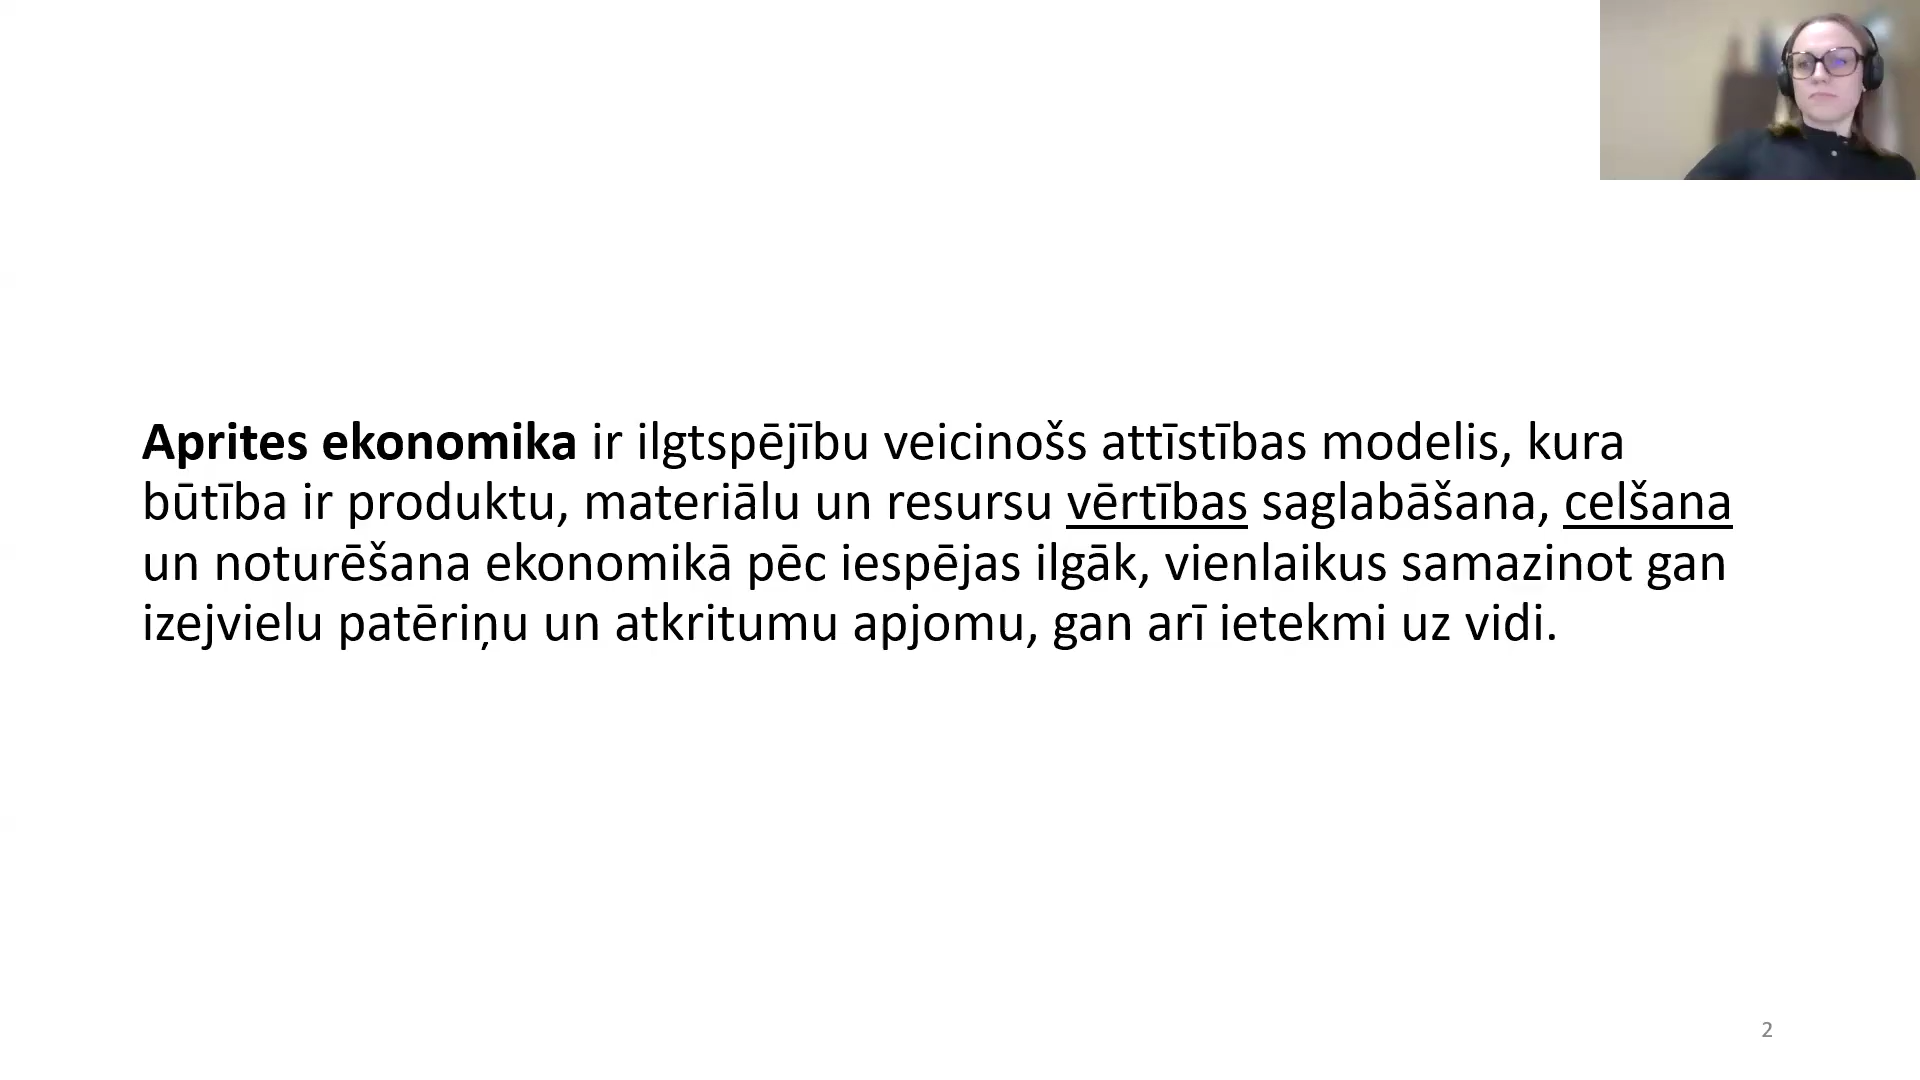 Aprites ekonomika ir ilgtspējību veicinošs attīstības modelis, kura
būtība ir produktu, materiālu un resursu vērtības saglabāšana, celšana
un noturēšana ekonomikā pēc iespējas ilgāk, vienlaikus samazinot gan
izejvielu patēriņu un atkritumu apjomu, gan arī ietekmi uz vidi.
2